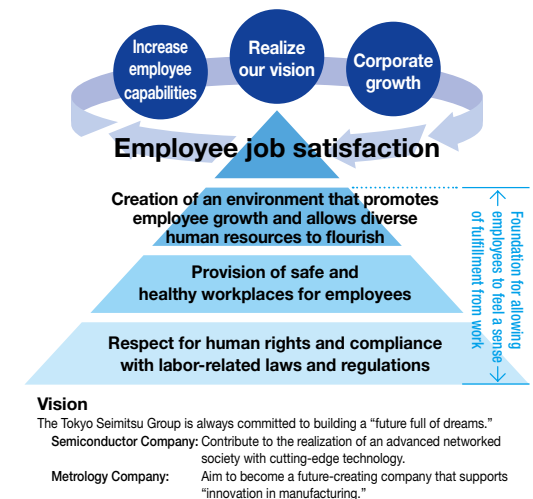 Increase
employee
capabilities
Realize
our vision
Corporate
growth
Employee job satisfaction
Creation of an environment that promotes
employee growth and allows diverse
human resources to flourish
Provision of safe and
healthy workplaces for employees
Respect for human rights and compliance
with labor-related laws and regulations
Foundation for allowing
employees to feel a sense
of fulfillment from work
Vision
The Tokyo Seimitsu Group is always committed to building a “future full of dreams.”
Semiconductor Company: Contribute to the realization of an advanced networked
society with cutting-edge technology.
Metrology Company: Aim to become a future-creating company that supports
“innovation in manufacturing.”